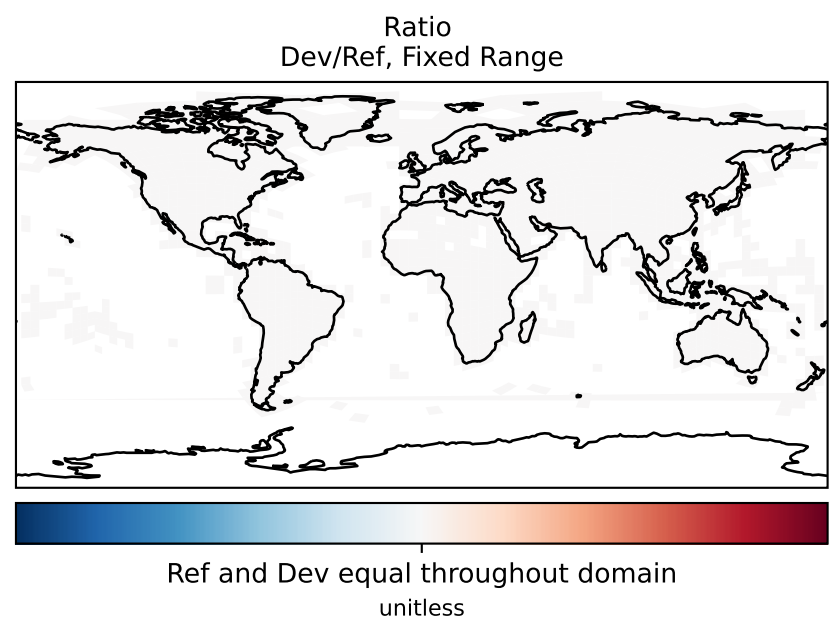 Ratio
Dev/Ref, Fixed Range
Ref and Dev equal throughout domain
unitless